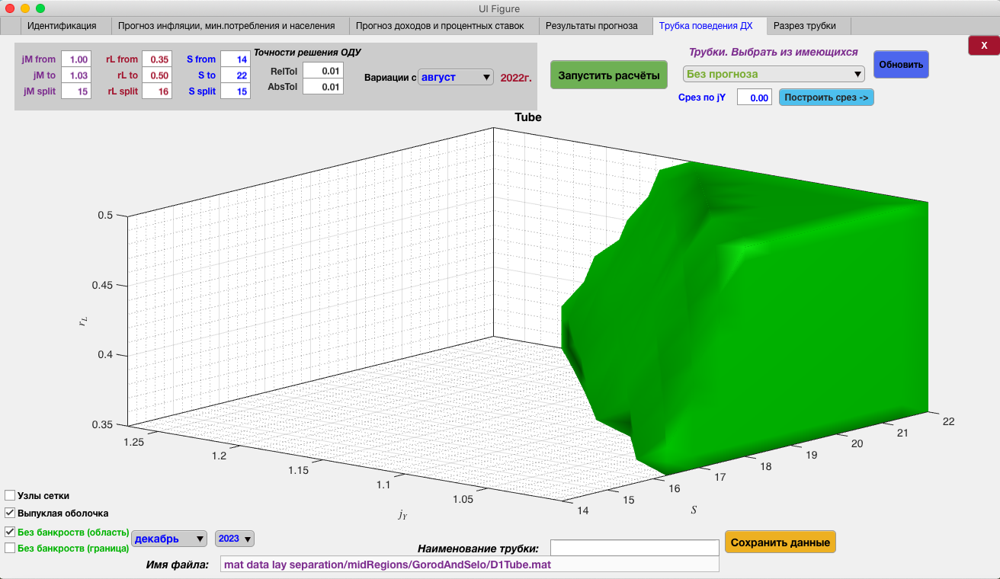 UI Figure
Идентификация
Прогноз инфляции, мин.потребления и населения
Прогноз доходов и процентных ставок
Результаты прогноза
Трубка поведения ДХ
Разрез трубки
X
jM from 1.00
jM to 1.03
jM split 15
rL from 0.35
rL to 0.50
rL split 16
S from 14
S to 22
S split 15
Точности решения ОДУ
RelTol 0.01
AbsTol 0.01
Вариации с август 2022г.
Запустить расчёты
Трубки. Выбрать из имеющихся
Без прогноза
Обновить
Срез по jY 0.00
Построить срез ->
Tube
0.5
0.45
0.4
0.35
r_L
1.25
1.2
1.15
1.1
1.05
j_Y
14
15
16
17
18
19
20
21
22
S
Узлы сетки
Выпуклая оболочка
Без банкроств (область)
декабрь
2023
Без банкроств (граница)
Наименование трубки:
Сохранить данные
Имя файла: mat data lay separation/midRegions/GorodAndSelo/D1Tube.mat